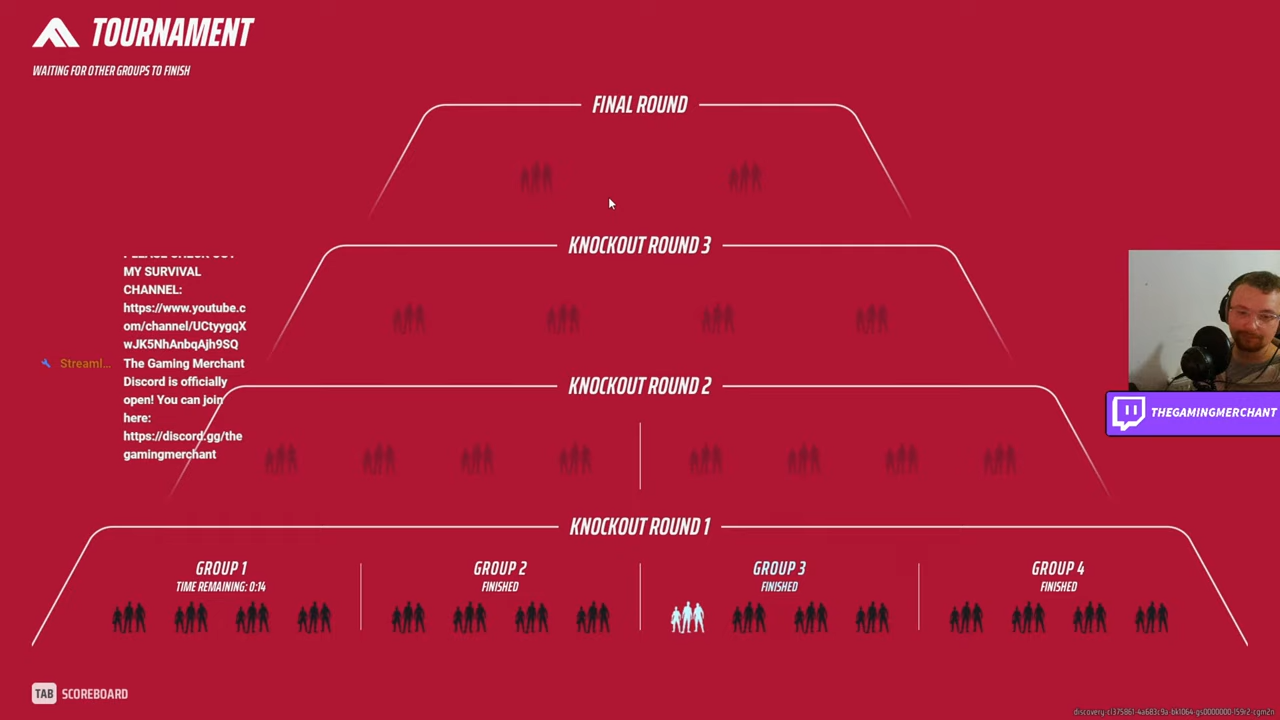 TOURNAMENT
WAITING FOR OTHER GROUPS TO FINISH
FINAL ROUND
KNOCKOUT ROUND 3
MY SURVIVAL
CHANNEL:
https://www.youtube.c
om/channel/UCtyygqX
wJK5NhAnbqAjh9SQ
Streaml... The Gaming Merchant
Discord is officially
open! You can join
here:
https://discord.gg/the
gamingmerchant
THEGAMINGMERCHANT
KNOCKOUT ROUND 2
KNOCKOUT ROUND 1
GROUP 1
TIME REMAINING: 0:14
GROUP 2
FINISHED
GROUP 3
FINISHED
GROUP 4
FINISHED
TAB SCOREBOARD